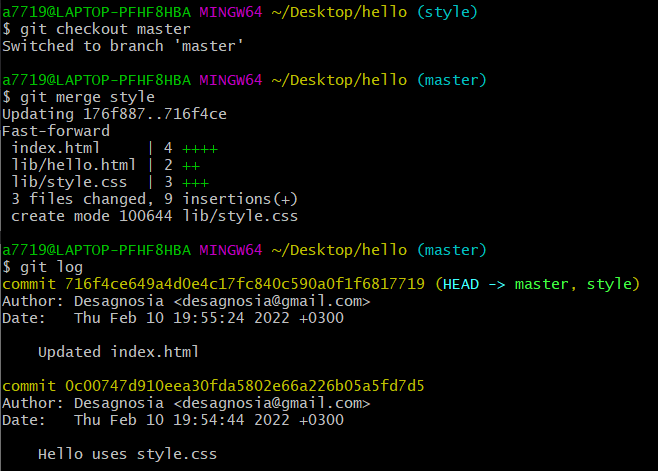 a7719@LAPTOP-PFHF8HBA MINGW64 ~/Desktop/hello (style)
$ git checkout master
Switched to branch 'master'
a7719@LAPTOP-PFHF8HBA MINGW64 ~/Desktop/hello (master)
$ git merge style
Updating 176f887..716f4ce
Fast-forward
 index.html     | 4 ++++
 lib/hello.html | 2 ++
 lib/style.css  | 3 +++
 3 files changed, 9 insertions(+)
 create mode 100644 lib/style.css
a7719@LAPTOP-PFHF8HBA MINGW64 ~/Desktop/hello (master)
$ git log
commit 716f4ce649a4d0e4c17fc840c590a0f1f6817719 (HEAD -> master, style)
Author: Desagnosia <desagnosia@gmail.com>
Date:   Thu Feb 10 19:55:24 2022 +0300
    Updated index.html
commit 0c00747d910eea30fda5802e66a226b05a5fd7d5
Author: Desagnosia <desagnosia@gmail.com>
Date:   Thu Feb 10 19:54:44 2022 +0300
    Hello uses style.css